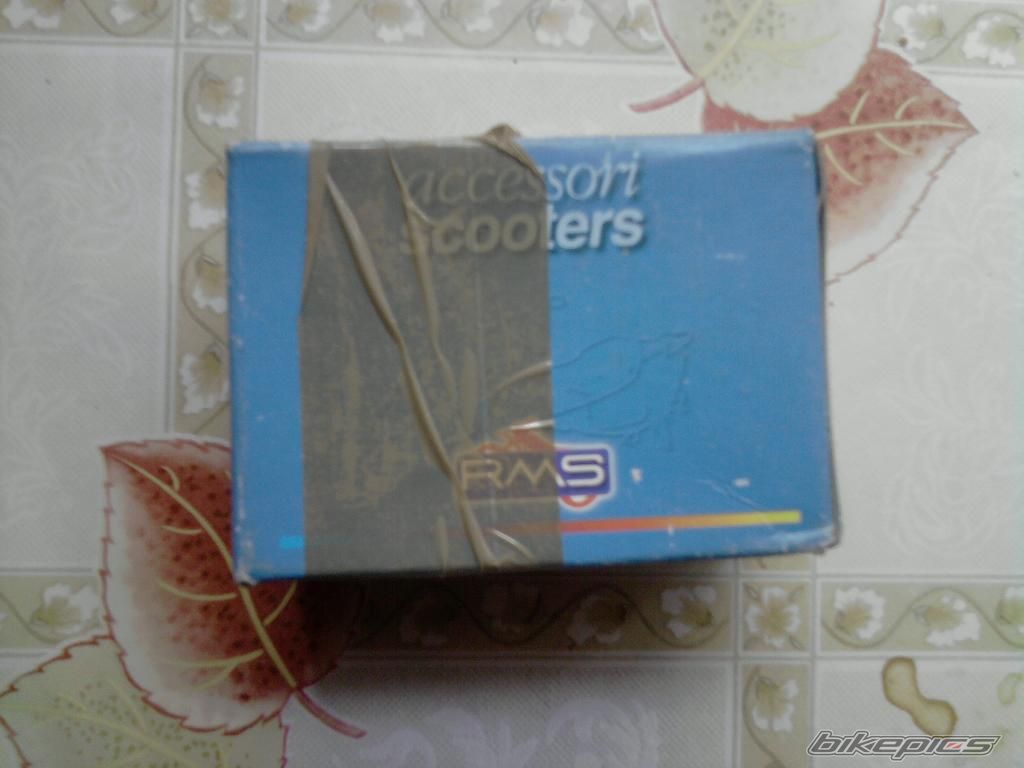 accessori
scooters
RMS
bikepics